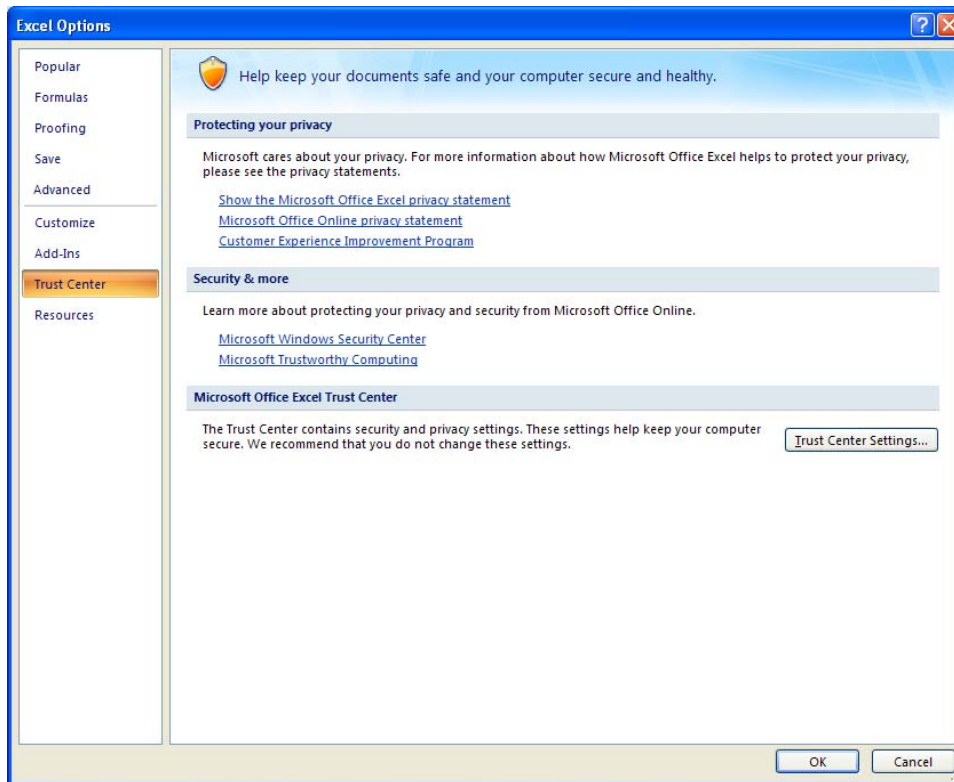 Excel Options
Popular
Formulas
Proofing
Save
Advanced
Customize
Add-Ins
Trust Center
Resources
Help keep your documents safe and your computer secure and healthy.
Protecting your privacy
Microsoft cares about your privacy. For more information about how Microsoft Office Excel helps to protect your privacy,
please see the privacy statements.
Show the Microsoft Office Excel privacy statement
Microsoft Office Online privacy statement
Customer Experience Improvement Program
Security & more
Learn more about protecting your privacy and security from Microsoft Office Online.
Microsoft Windows Security Center
Microsoft Trustworthy Computing
Microsoft Office Excel Trust Center
The Trust Center contains security and privacy settings. These settings help keep your computer
secure. We recommend that you do not change these settings.
Trust Center Settings...
OK
Cancel